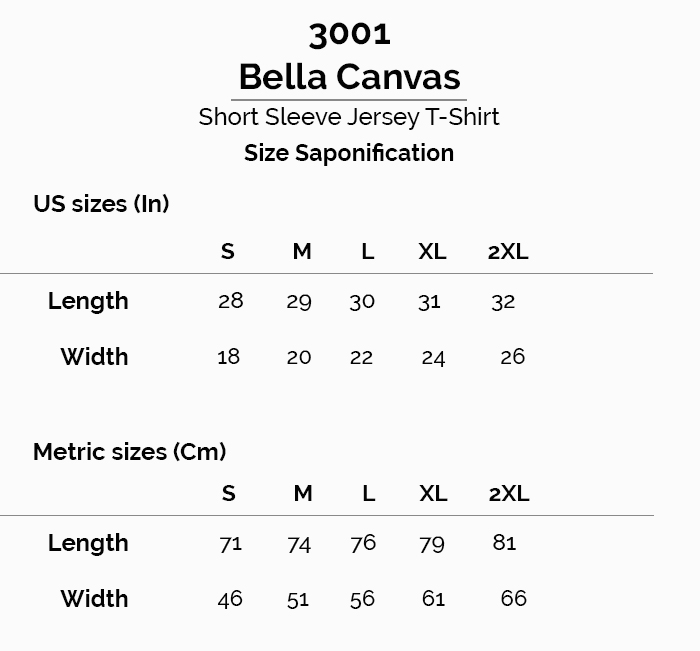 3001
Bella Canvas
Short Sleeve Jersey T-Shirt
Size Saponification
US sizes (In)
S M L XL 2XL
Length 28 29 30 31 32
Width 18 20 22 24 26
Metric sizes (Cm)
S M L XL 2XL
Length 71 74 76 79 81
Width 46 51 56 61 66